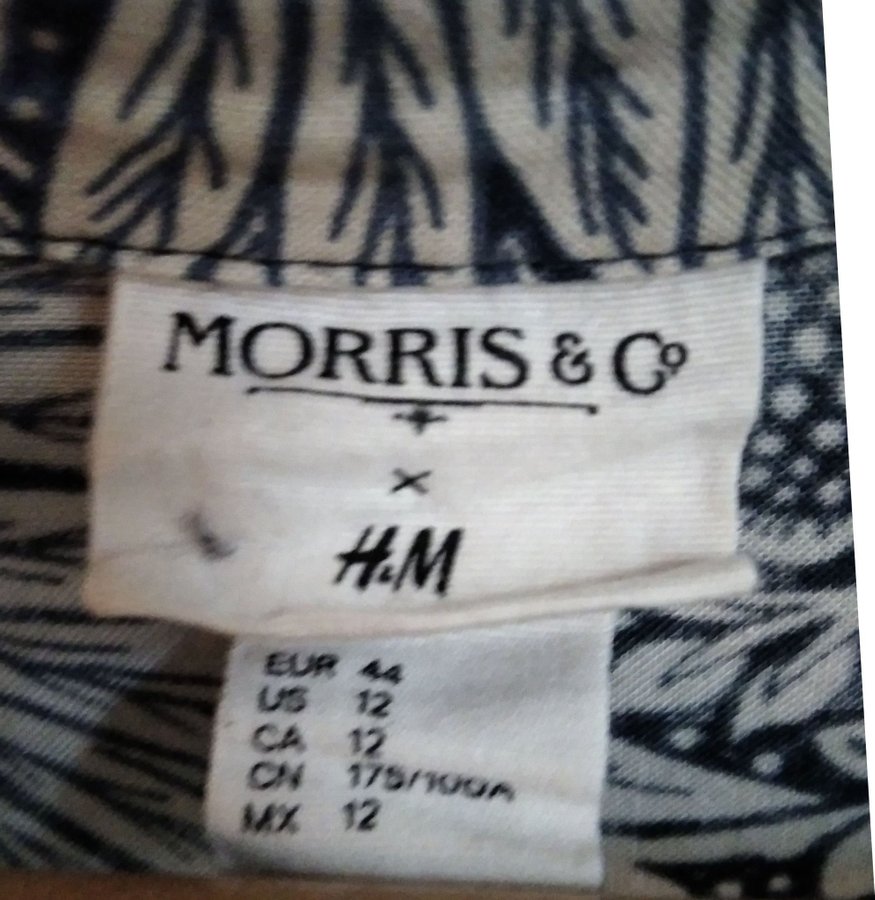 MORRIS & Co
×
H&M
EUR 44
US 12
CA 12
CN 175/100A
MX 12